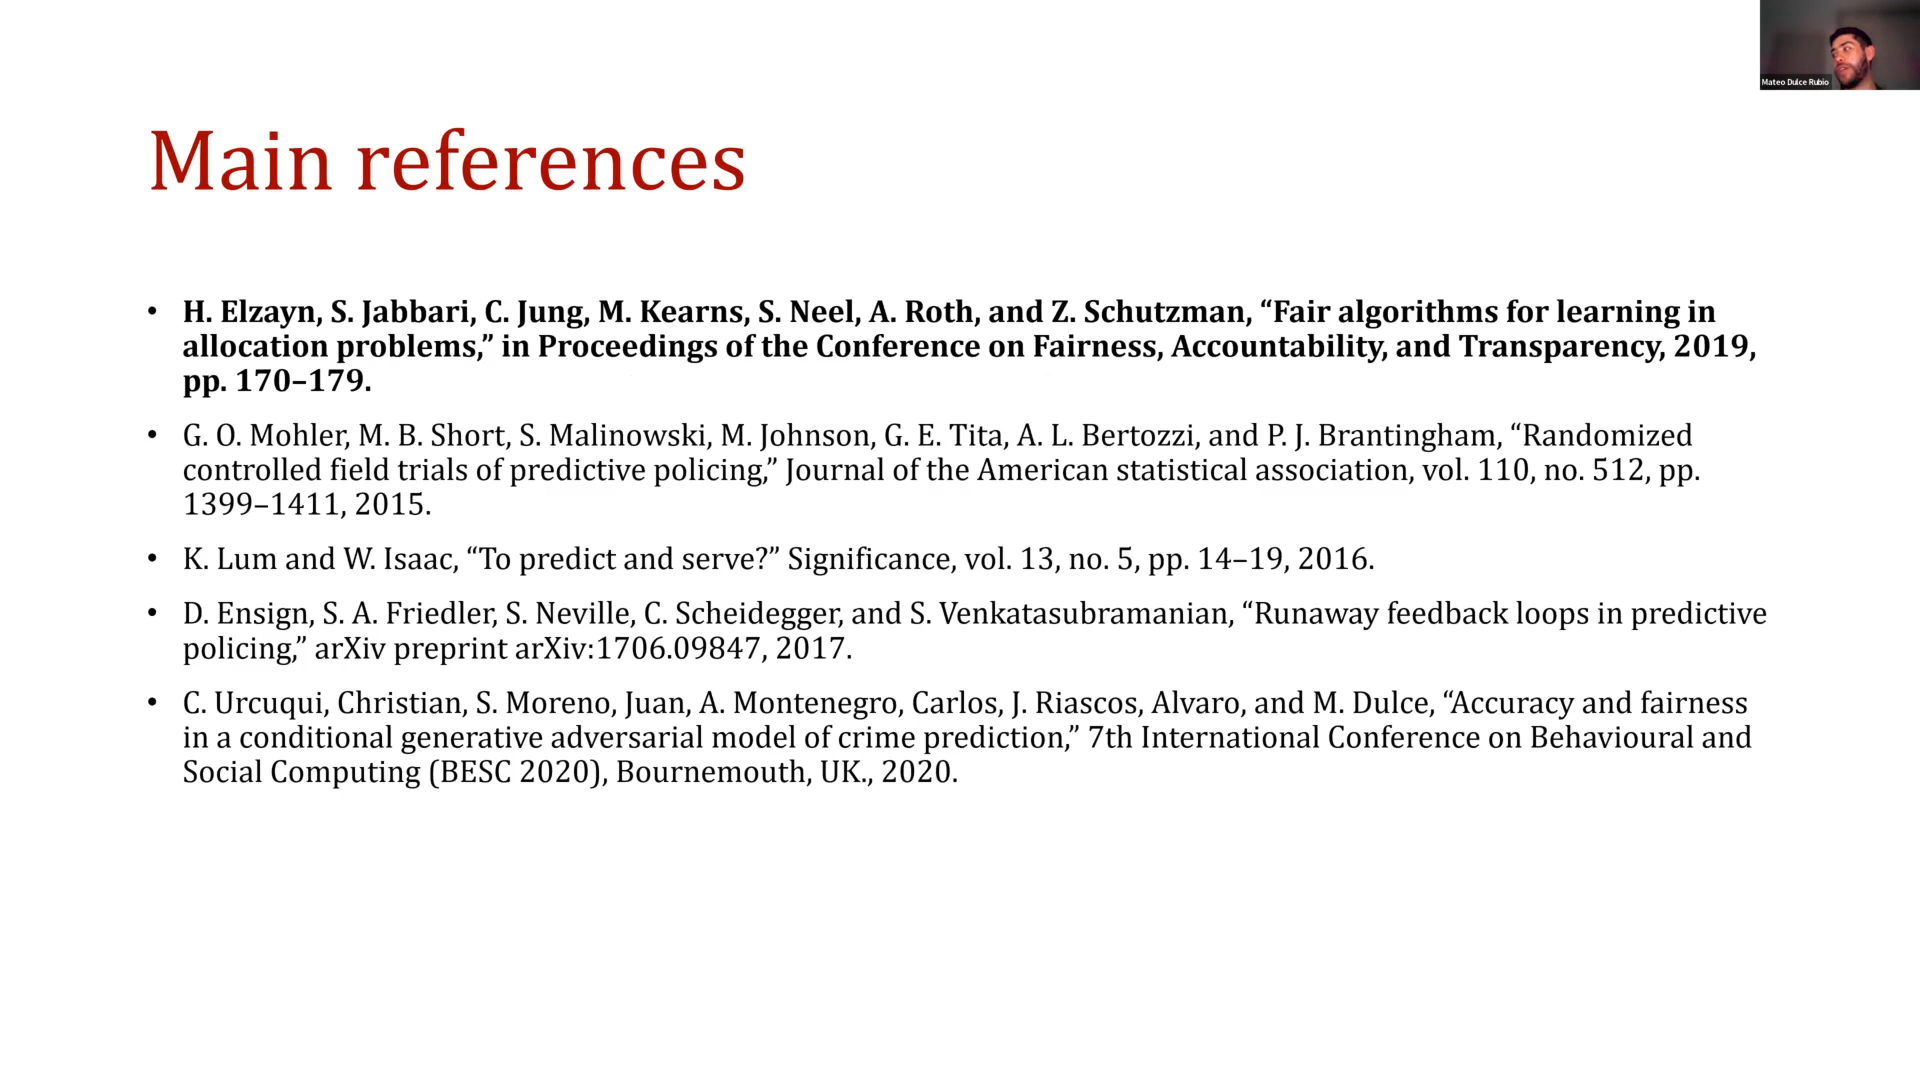 Mateo Dulce Rubio
Main references
• H. Elzayn, S. Jabbari, C. Jung, M. Kearns, S. Neel, A. Roth, and Z. Schutzman, “Fair algorithms for learning in
allocation problems,” in Proceedings of the Conference on Fairness, Accountability, and Transparency, 2019,
pp. 170–179.
• G. O. Mohler, M. B. Short, S. Malinowski, M. Johnson, G. E. Tita, A. L. Bertozzi, and P. J. Brantingham, “Randomized
controlled field trials of predictive policing,” Journal of the American statistical association, vol. 110, no. 512, pp.
1399–1411, 2015.
• K. Lum and W. Isaac, “To predict and serve?” Significance, vol. 13, no. 5, pp. 14–19, 2016.
• D. Ensign, S. A. Friedler, S. Neville, C. Scheidegger, and S. Venkatasubramanian, “Runaway feedback loops in predictive
policing,” arXiv preprint arXiv:1706.09847, 2017.
• C. Urcuqui, Christian, S. Moreno, Juan, A. Montenegro, Carlos, J. Riascos, Alvaro, and M. Dulce, “Accuracy and fairness
in a conditional generative adversarial model of crime prediction,” 7th International Conference on Behavioural and
Social Computing (BESC 2020), Bournemouth, UK., 2020.